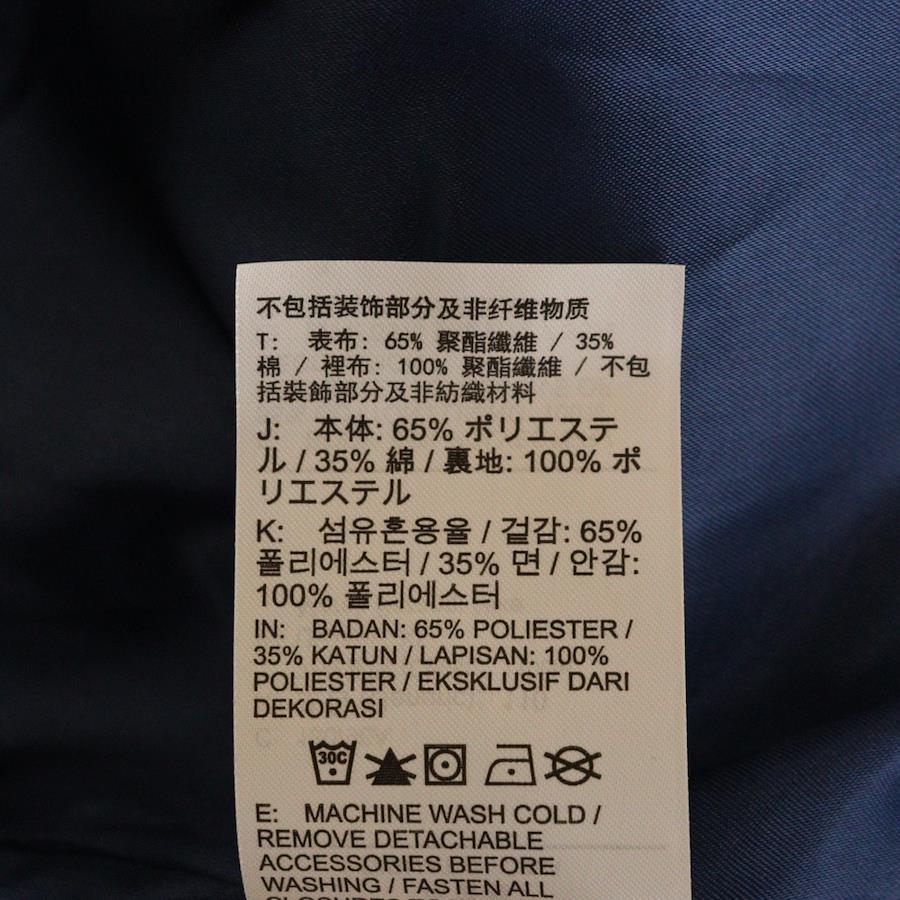 不包括装饰部分及非纤维物质
T: 表布: 65% 聚酯纖維 / 35%
棉 / 裡布: 100% 聚酯纖維 / 不包
括裝飾部分及非紡織材料
J: 本体: 65% ポリエステ
ル / 35% 綿 / 裏地: 100% ポ
リエステル
K: 섬유혼용율 / 겉감: 65%
폴리에스터 / 35% 면 / 안감:
100% 폴리에스터
IN: BADAN: 65% POLIESTER /
35% KATUN / LAPISAN: 100%
POLIESTER / EKSKLUSIF DARI
DEKORASI
30C
E: MACHINE WASH COLD /
REMOVE DETACHABLE
ACCESSORIES BEFORE
WASHING / FASTEN ALL